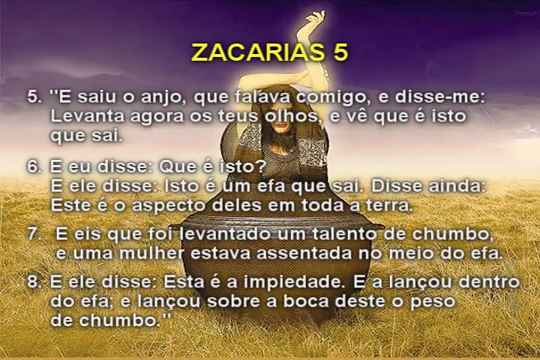 ZACARIAS 5
5. "E saiu o anjo, que falava comigo, e disse-me:
Levanta agora os teus olhos, e vê que é isto
que sai.
6. E eu disse: Que é isto?
E ele disse: Isto é um efa que sai. Disse ainda:
Este é o aspecto deles em toda a terra.
7. E eis que foi levantado um talento de chumbo,
e uma mulher estava assentada no meio do efa.
8. E ele disse: Esta é a impiedade. E a lançou dentro
do efa; e lançou sobre a boca deste o peso
de chumbo."